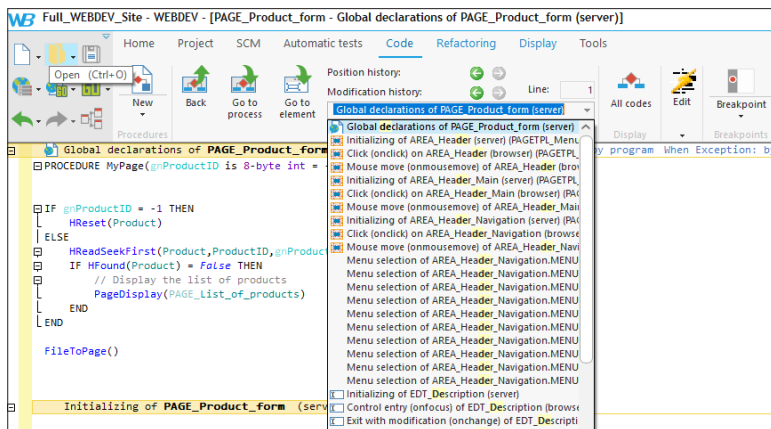 Full_WEBDEV_Site - WEBDEV - [PAGE_Product_form - Global declarations of PAGE_Product_form (server)]
Home Project SCM Automatic tests Code Refactoring Display Tools
Open (Ctrl+O)
New
Procedures
Back
Go to process
Go to element
Position history:
Modification history:
Line: 1
Global declarations of PAGE_Product_form (server)
All codes
Display
Edit
Breakpoint
Breakpoints
Global declarations of PAGE_Product_form
y program When Exception: b
PROCEDURE MyPage(gnProductID is 8-byte int = -
IF gnProductID = -1 THEN
HReset(Product)
ELSE
HReadSeekFirst(Product,ProductID,gnProduct
IF HFound(Product) = False THEN
// Display the list of products
PageDisplay(PAGE_List_of_products)
END
END
FileToPage()
Initializing of PAGE_Product_form (serv
Global declarations of PAGE_Product_form (server)
Initializing of AREA_Header (server) (PAGETPL_Menu
Click (onclick) on AREA_Header (browser) (PAGETPL_
Mouse move (onmousemove) of AREA_Header (brow
Initializing of AREA_Header_Main (server) (PAGETPL
Click (onclick) on AREA_Header_Main (browser) (PAG
Mouse move (onmousemove) of AREA_Header_Mai
Initializing of AREA_Header_Navigation (server) (PAG
Click (onclick) on AREA_Header_Navigation (browse
Mouse move (onmousemove) of AREA_Header_Navi
Menu selection of AREA_Header_Navigation.MENU
Menu selection of AREA_Header_Navigation.MENU
Menu selection of AREA_Header_Navigation.MENU
Menu selection of AREA_Header_Navigation.MENU
Menu selection of AREA_Header_Navigation.MENU
Menu selection of AREA_Header_Navigation.MENU
Menu selection of AREA_Header_Navigation.MENU
Menu selection of AREA_Header_Navigation.MENU
Menu selection of AREA_Header_Navigation.MENU
Menu selection of AREA_Header_Navigation.MENU
Initializing of EDT_Description (server)
Control entry (onfocus) of EDT_Description (browse
Exit with modification (onchange) of EDT_Descripti